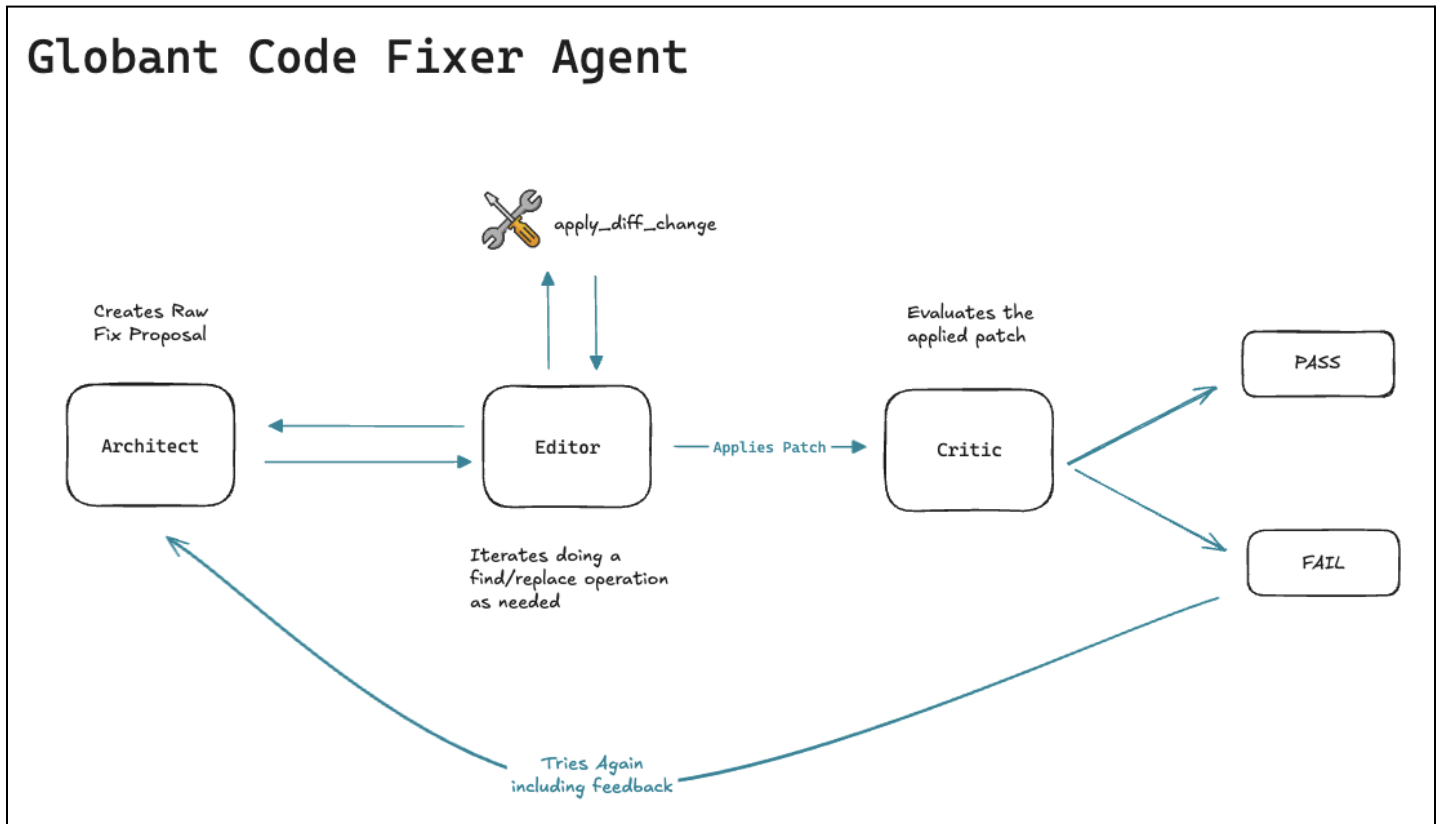 Globant Code Fixer Agent
apply_diff_change
Creates Raw
Fix Proposal
Evaluates the
applied patch
PASS
Architect
Editor
Applies Patch
Critic
Iterates doing a
find/replace operation
as needed
FAIL
Tries Again
including feedback